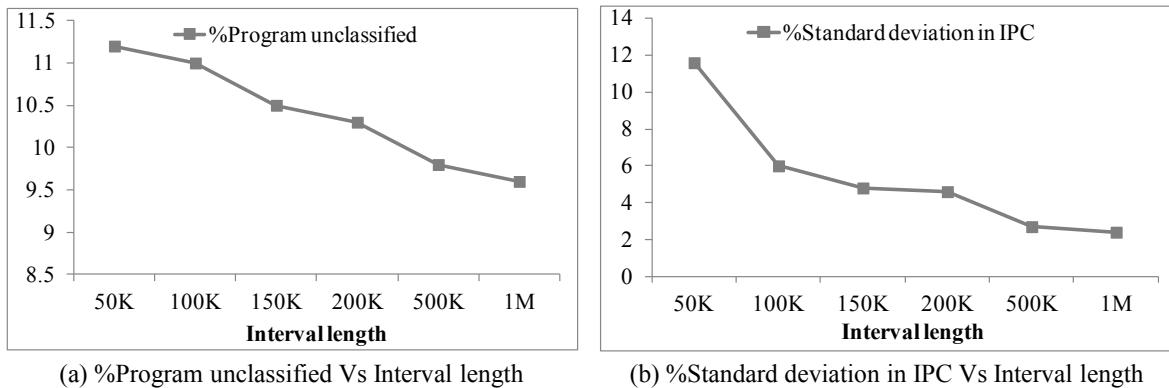 11.5
%Program unclassified
11
10.5
10
9.5
9
8.5
50K 100K 150K 200K 500K 1M
Interval length
(a) %Program unclassified Vs Interval length
14
%Standard deviation in IPC
12
10
8
6
4
2
0
50K 100K 150K 200K 500K 1M
Interval length
(b) %Standard deviation in IPC Vs Interval length